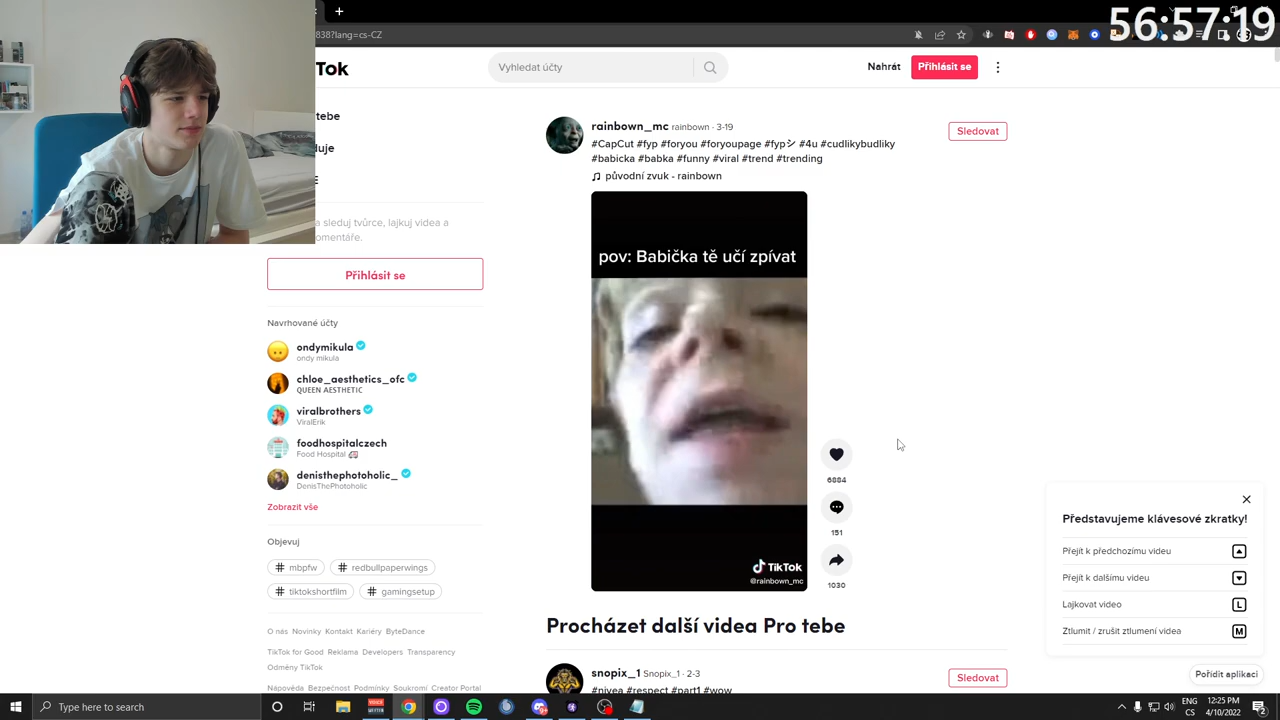 56:57:19
838?lang=cs-CZ
Tok
Vyhledat účty
Nahrát
Přihlásit se
tebe
duje
E
a sleduj tvůrce, lajkuj videa a
omentáře.
Přihlásit se
Navrhované účty
ondymikula
ondy mikula
chloe_aesthetics_ofc
QUEEN AESTHETIC
viralbrothers
ViralErik
foodhospitalczech
Food Hospital 🚑
denisthephotoholic_
DenisThePhotoholic
Zobrazit vše
Objevuj
# mbpfw
# redbullpaperwings
# tiktokshortfilm
# gamingsetup
O nás Novinky Kontakt Kariéry ByteDance
TikTok for Good Reklama Developers Transparency
Odměny TikTok
Nápověda Bezpečnost Podmínky Soukromí Creator Portal
rainbown_mc rainbown · 3-19
Sledovat
#CapCut #fyp #foryou #foryoupage #fypシ #4u #cudlikybudliky
#babicka #babka #funny #viral #trend #trending
♫ původní zvuk - rainbown
pov: Babička tě učí zpívat
TikTok
@rainbown_mc
6884
151
1030
Procházet další videa Pro tebe
snopix_1 Snopix_1 · 2-3
Sledovat
#nivea #respect #part1 #wow
Představujeme klávesové zkratky!
Přejít k předchozímu videu
Přejít k dalšímu videu
Lajkovat video L
Ztlumit / zrušit ztlumení videa M
Pořídit aplikaci
Type here to search
VOICE
ENG
CS
12:25 PM
4/10/2022
2